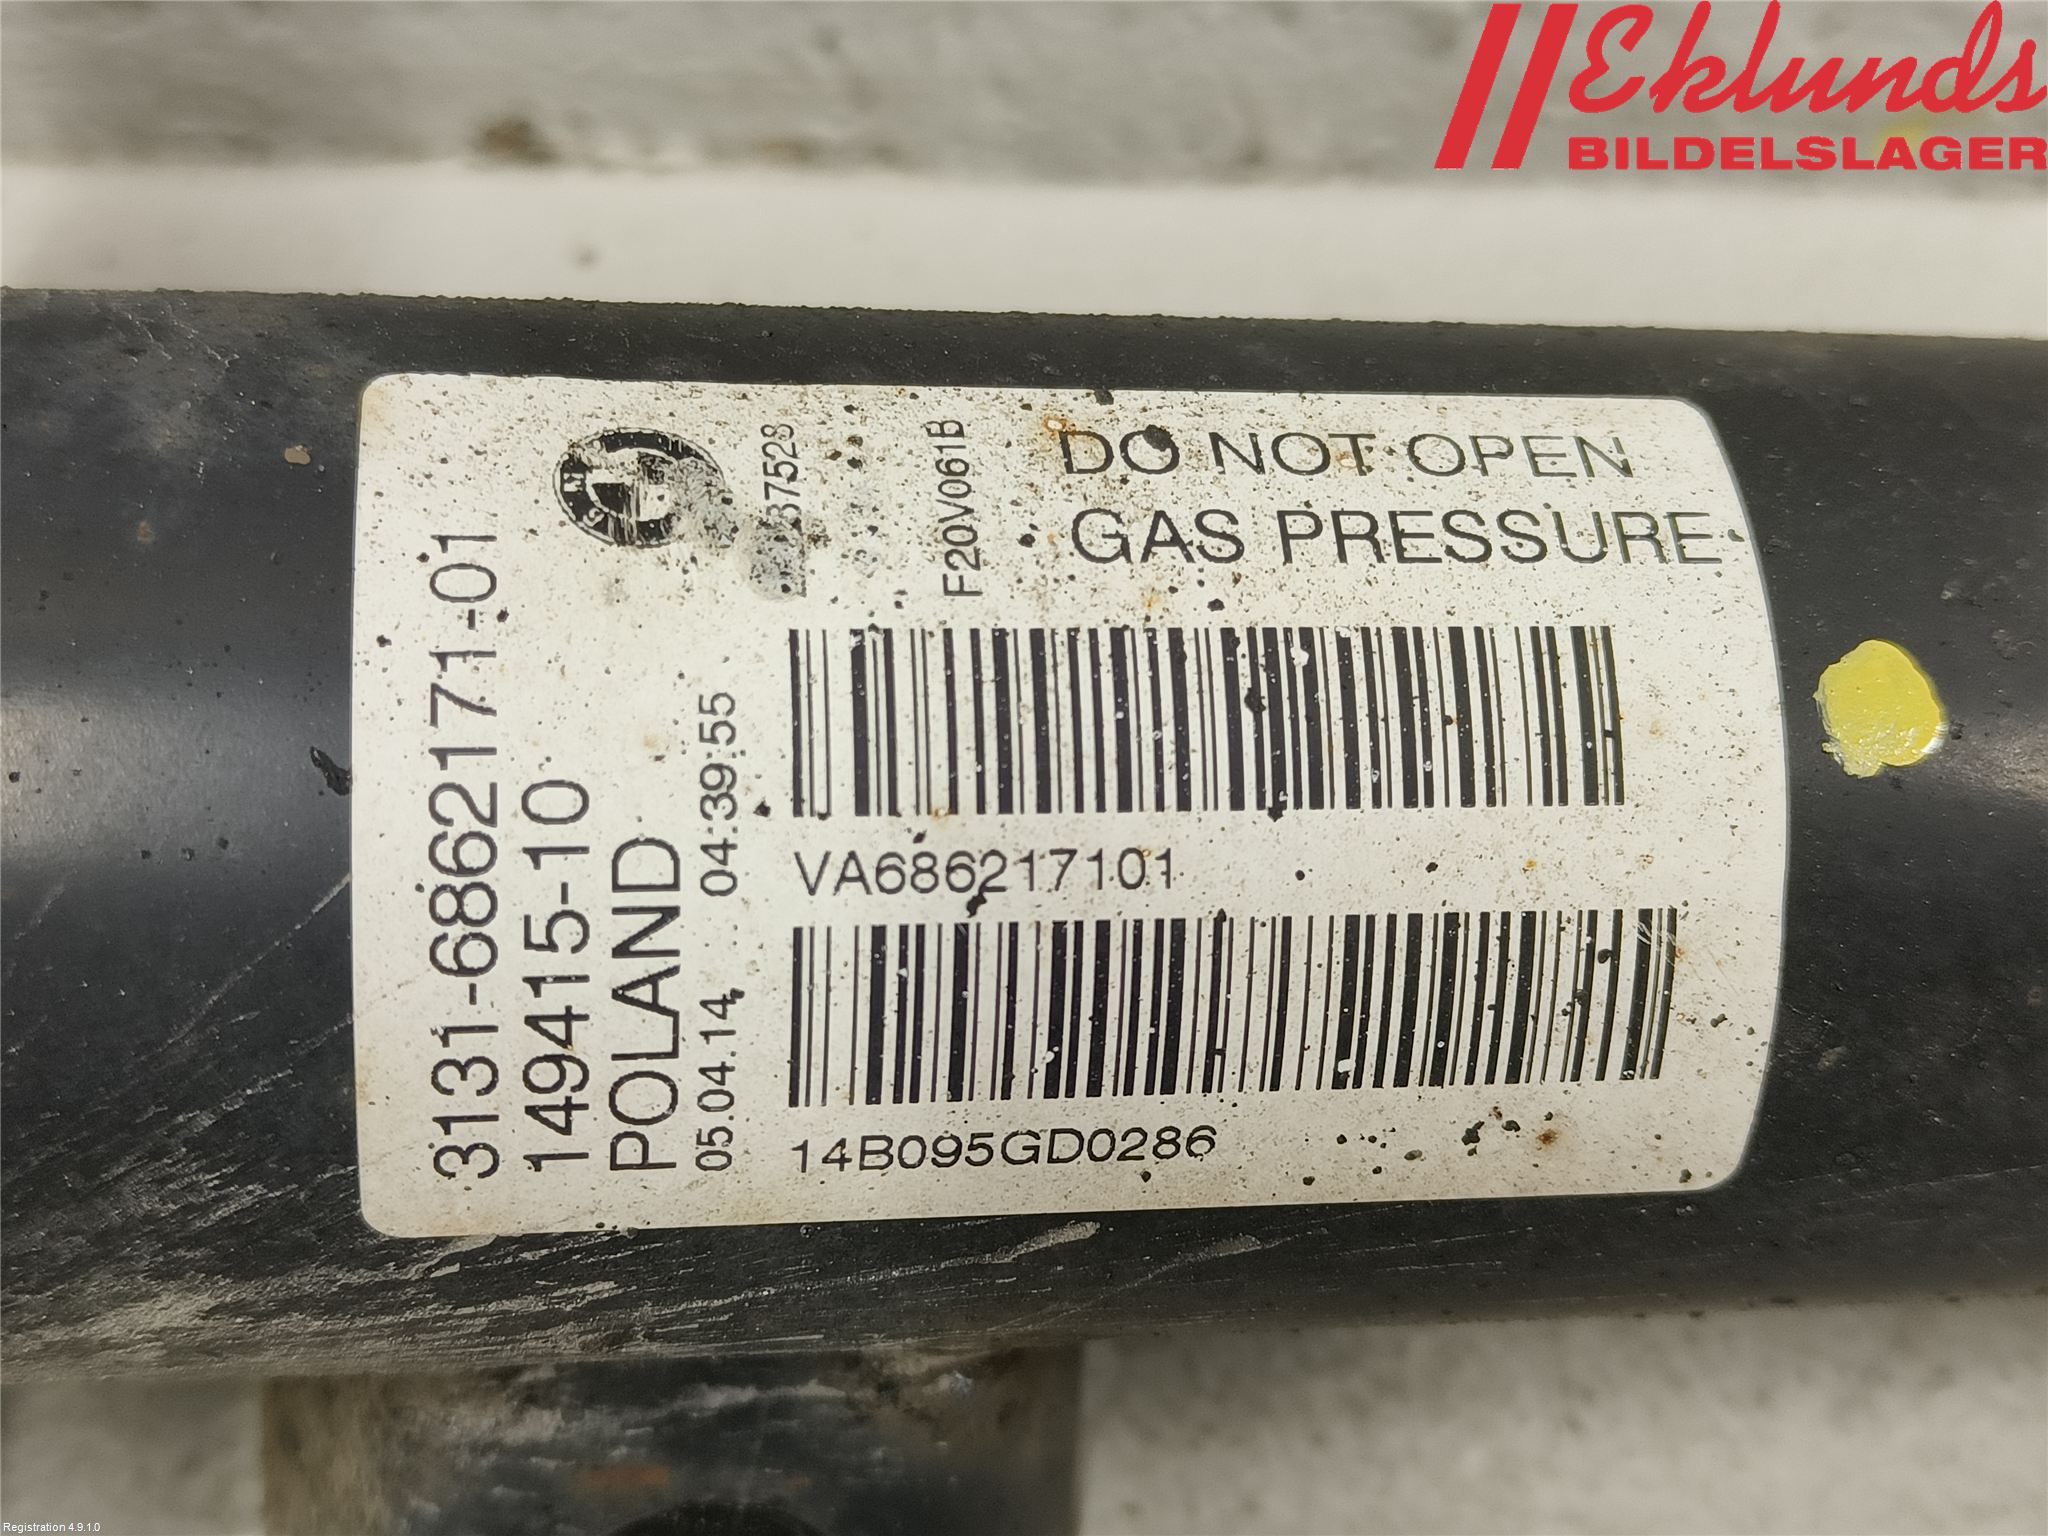 Eklunds
BILDELSLAGER
3131-6862171-01
149415-10
POLAND
05.04.14 04:39:55
37528
F20V061B
DO NOT OPEN
GAS PRESSURE
VA686217101
14B095GD0286
Registration 4.9.1.0